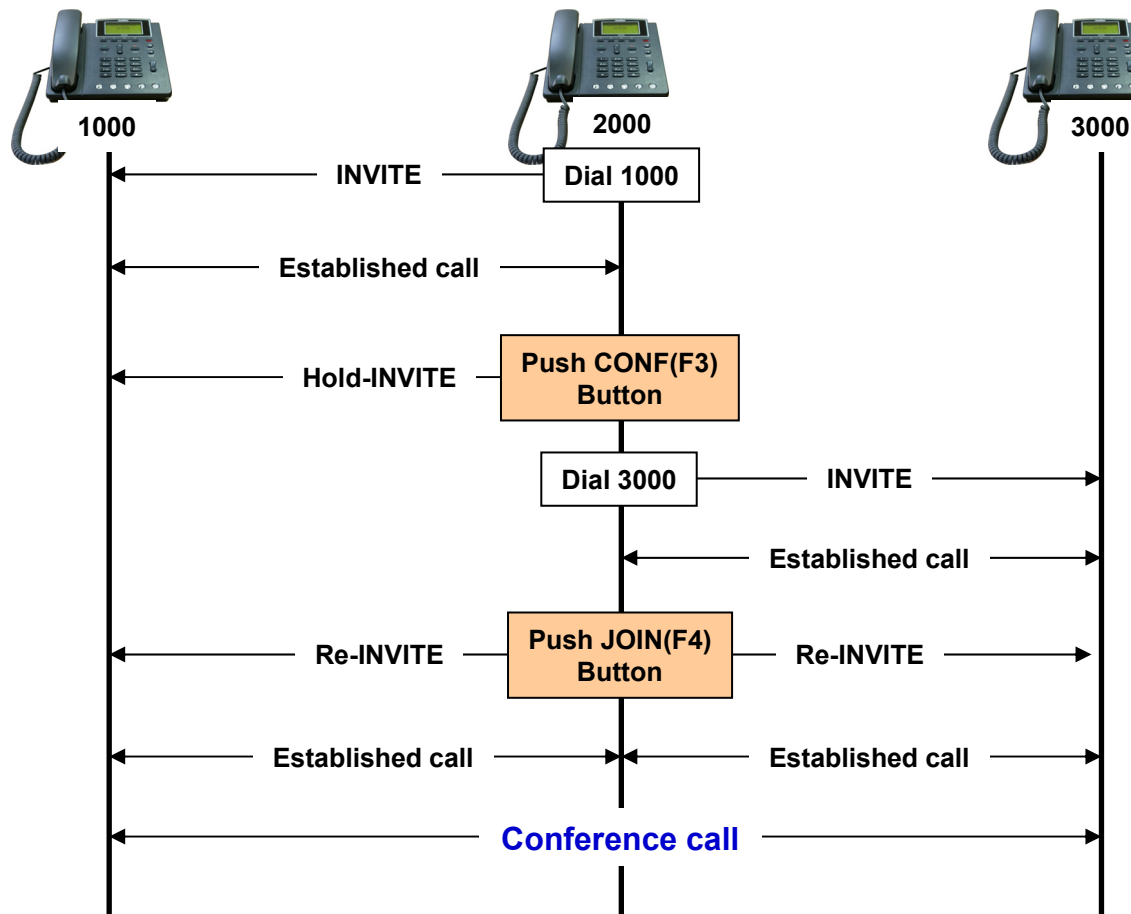 1000
2000
3000
INVITE
Dial 1000
Established call
Hold-INVITE
Push CONF(F3)
Button
Dial 3000
INVITE
Established call
Re-INVITE
Push JOIN(F4)
Button
Re-INVITE
Established call
Established call
Conference call